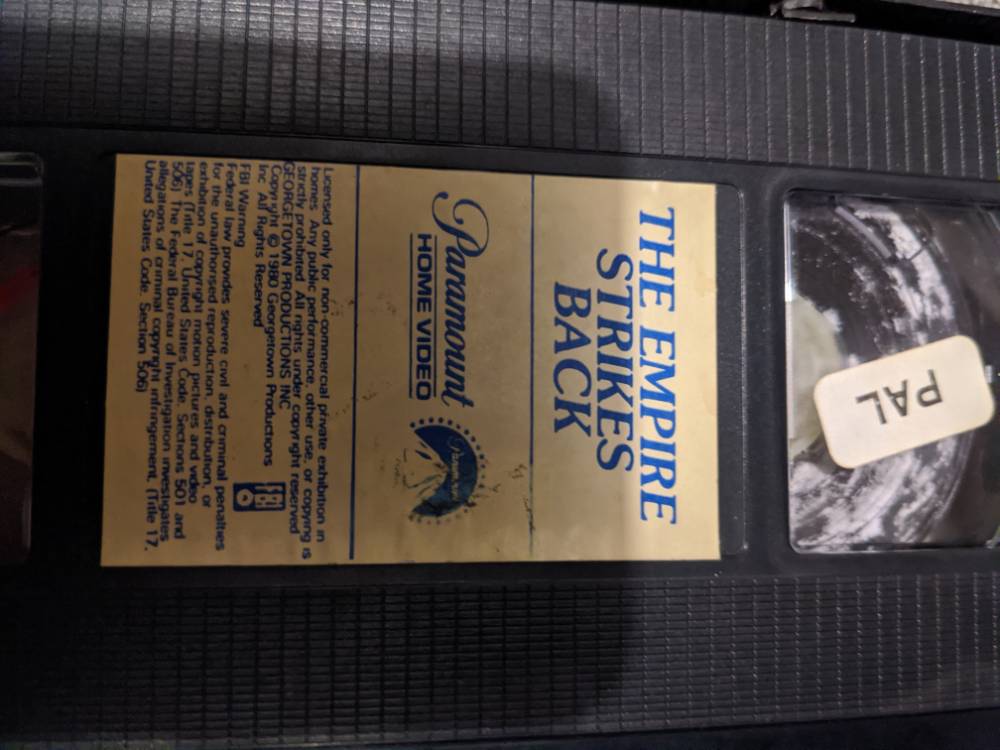 THE EMPIRE
STRIKES
BACK
Paramount
HOME VIDEO
Paramount
Licensed only for non-commercial private exhibition in
homes. Any public performance, other use, or copying is
strictly prohibited. All rights under copyright reserved
GEORGETOWN PRODUCTIONS INC
Copyright © 1980 Georgetown Productions
Inc All Rights Reserved
FBI Warning
FBI
Federal law provides severe civil and criminal penalties
for the unauthorised reproduction, distribution, or
exhibition of copyright motion pictures and video
tapes (Title 17, United States Code, Sections 501 and
506) The Federal Bureau of Investigation investigates
allegations of criminal copyright infringement, (Title 17,
United States Code, Section 506)
PAL